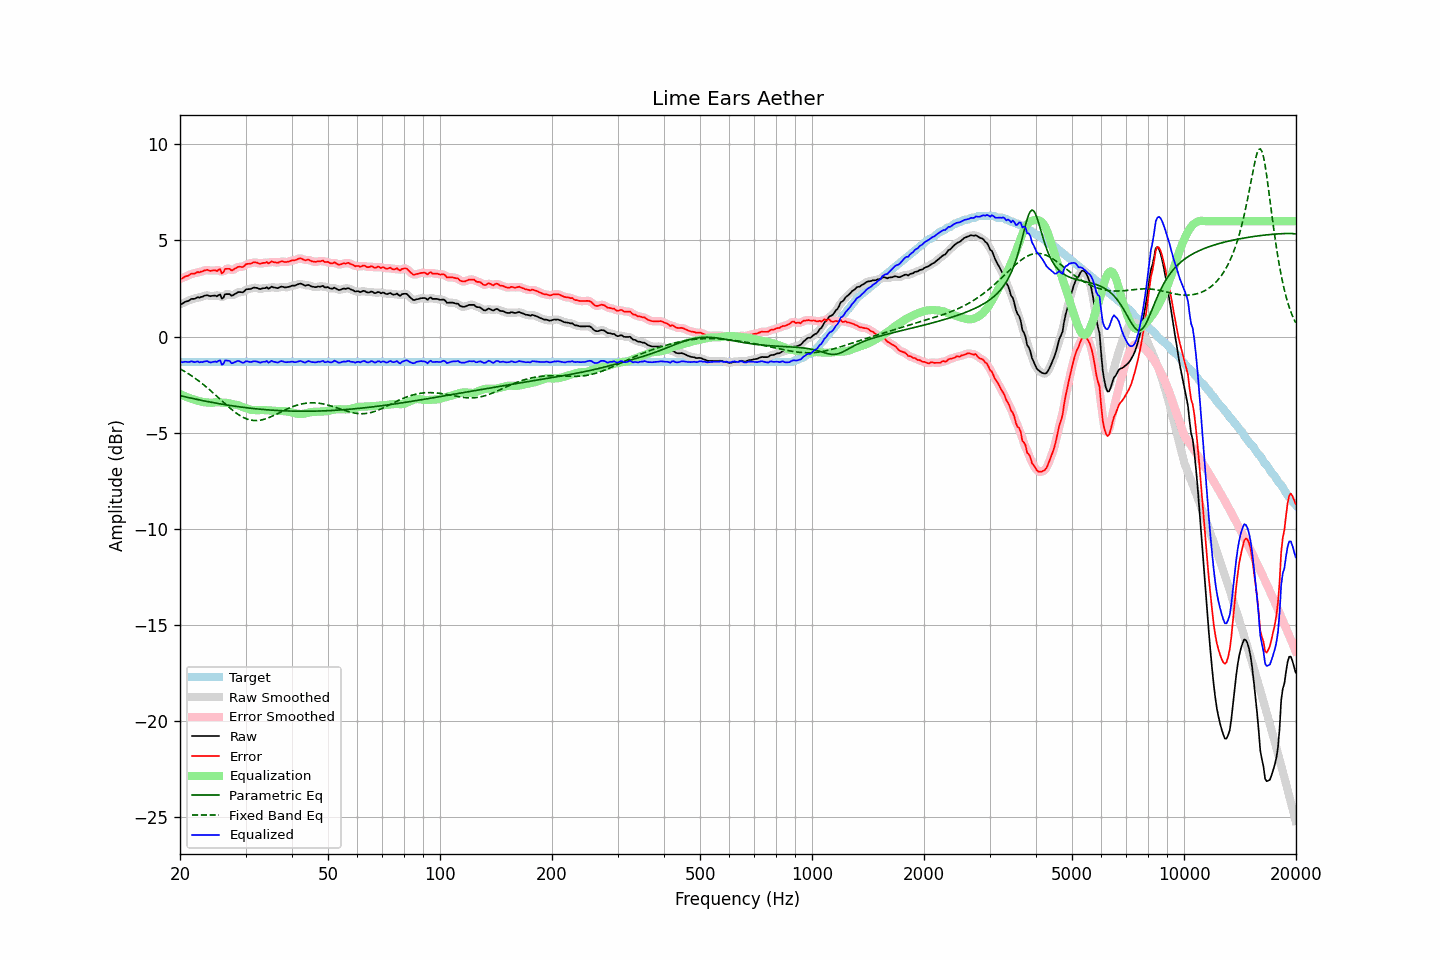 Lime Ears Aether
10
5
0
−5
−10
−15
−20
−25
Amplitude (dBr)
Target
Raw Smoothed
Error Smoothed
Raw
Error
Equalization
Parametric Eq
Fixed Band Eq
Equalized
20 50 100 200 500 1000 2000 5000 10000 20000
Frequency (Hz)